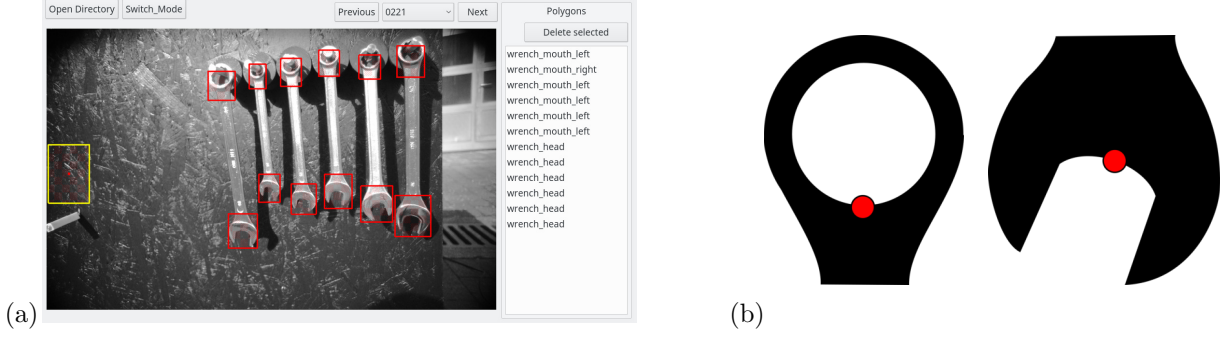 Open Directory
Switch_Mode
Previous
0221
Next
Polygons
Delete selected
wrench_mouth_left
wrench_mouth_right
wrench_mouth_left
wrench_mouth_left
wrench_mouth_left
wrench_mouth_left
wrench_head
wrench_head
wrench_head
wrench_head
wrench_head
wrench_head
(a)
(b)